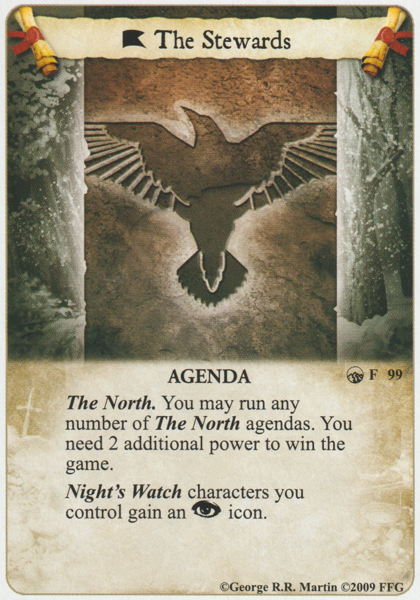 The Stewards
AGENDA
F 99
The North. You may run any
number of The North agendas. You
need 2 additional power to win the
game.
Night's Watch characters you
control gain an icon.
©George R.R. Martin ©2009 FFG